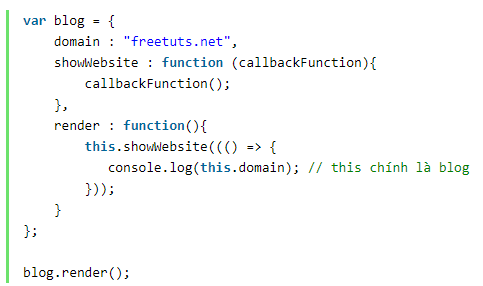 var blog = {
    domain : "freetuts.net",
    showWebsite : function (callbackFunction){
        callbackFunction();
    },
    render : function(){
        this.showWebsite((() => {
           console.log(this.domain); // this chính là blog
        }));
    }
};

blog.render();